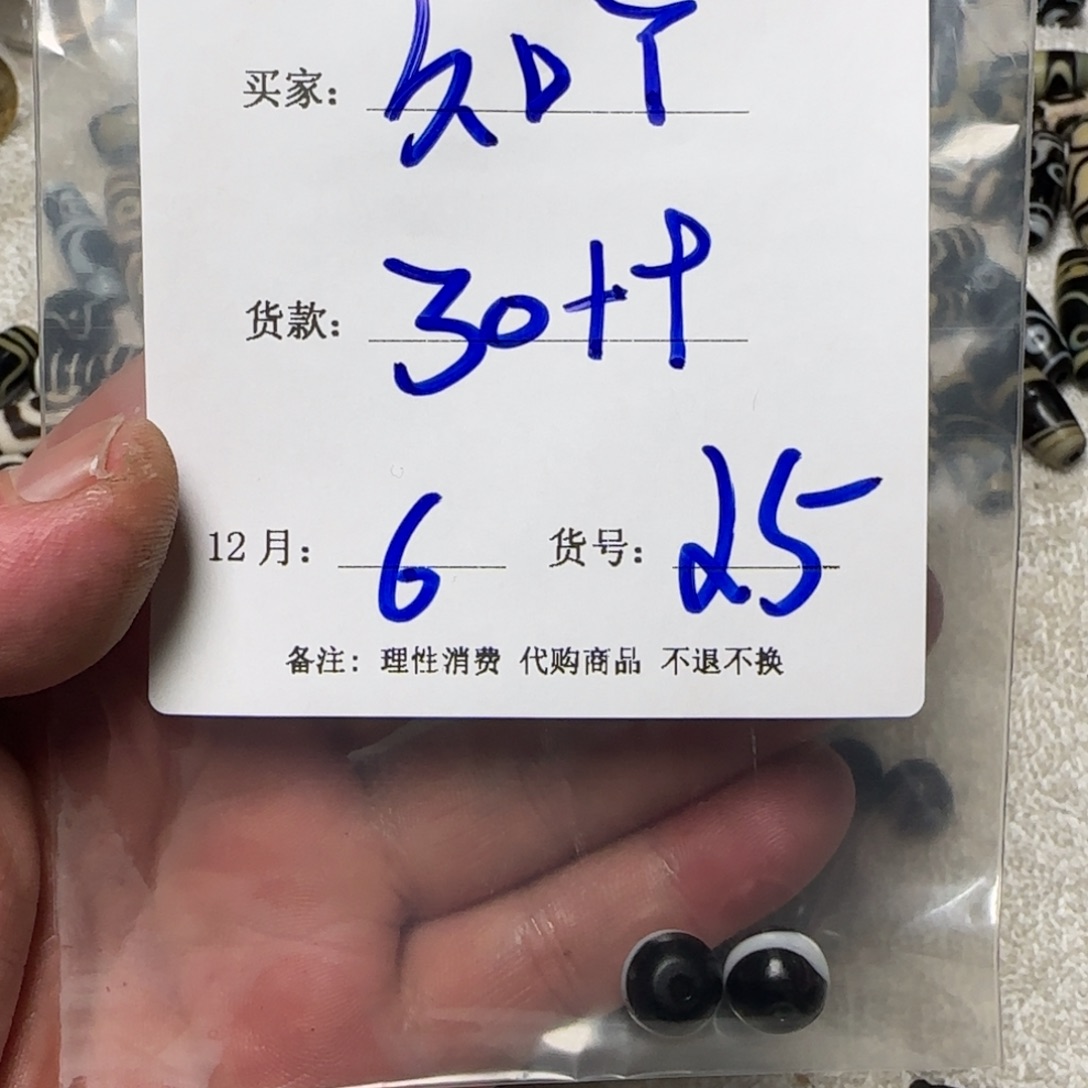 买家：
货款：30+
12月：6 货号：25
备注：理性消费 代购商品 不退不换